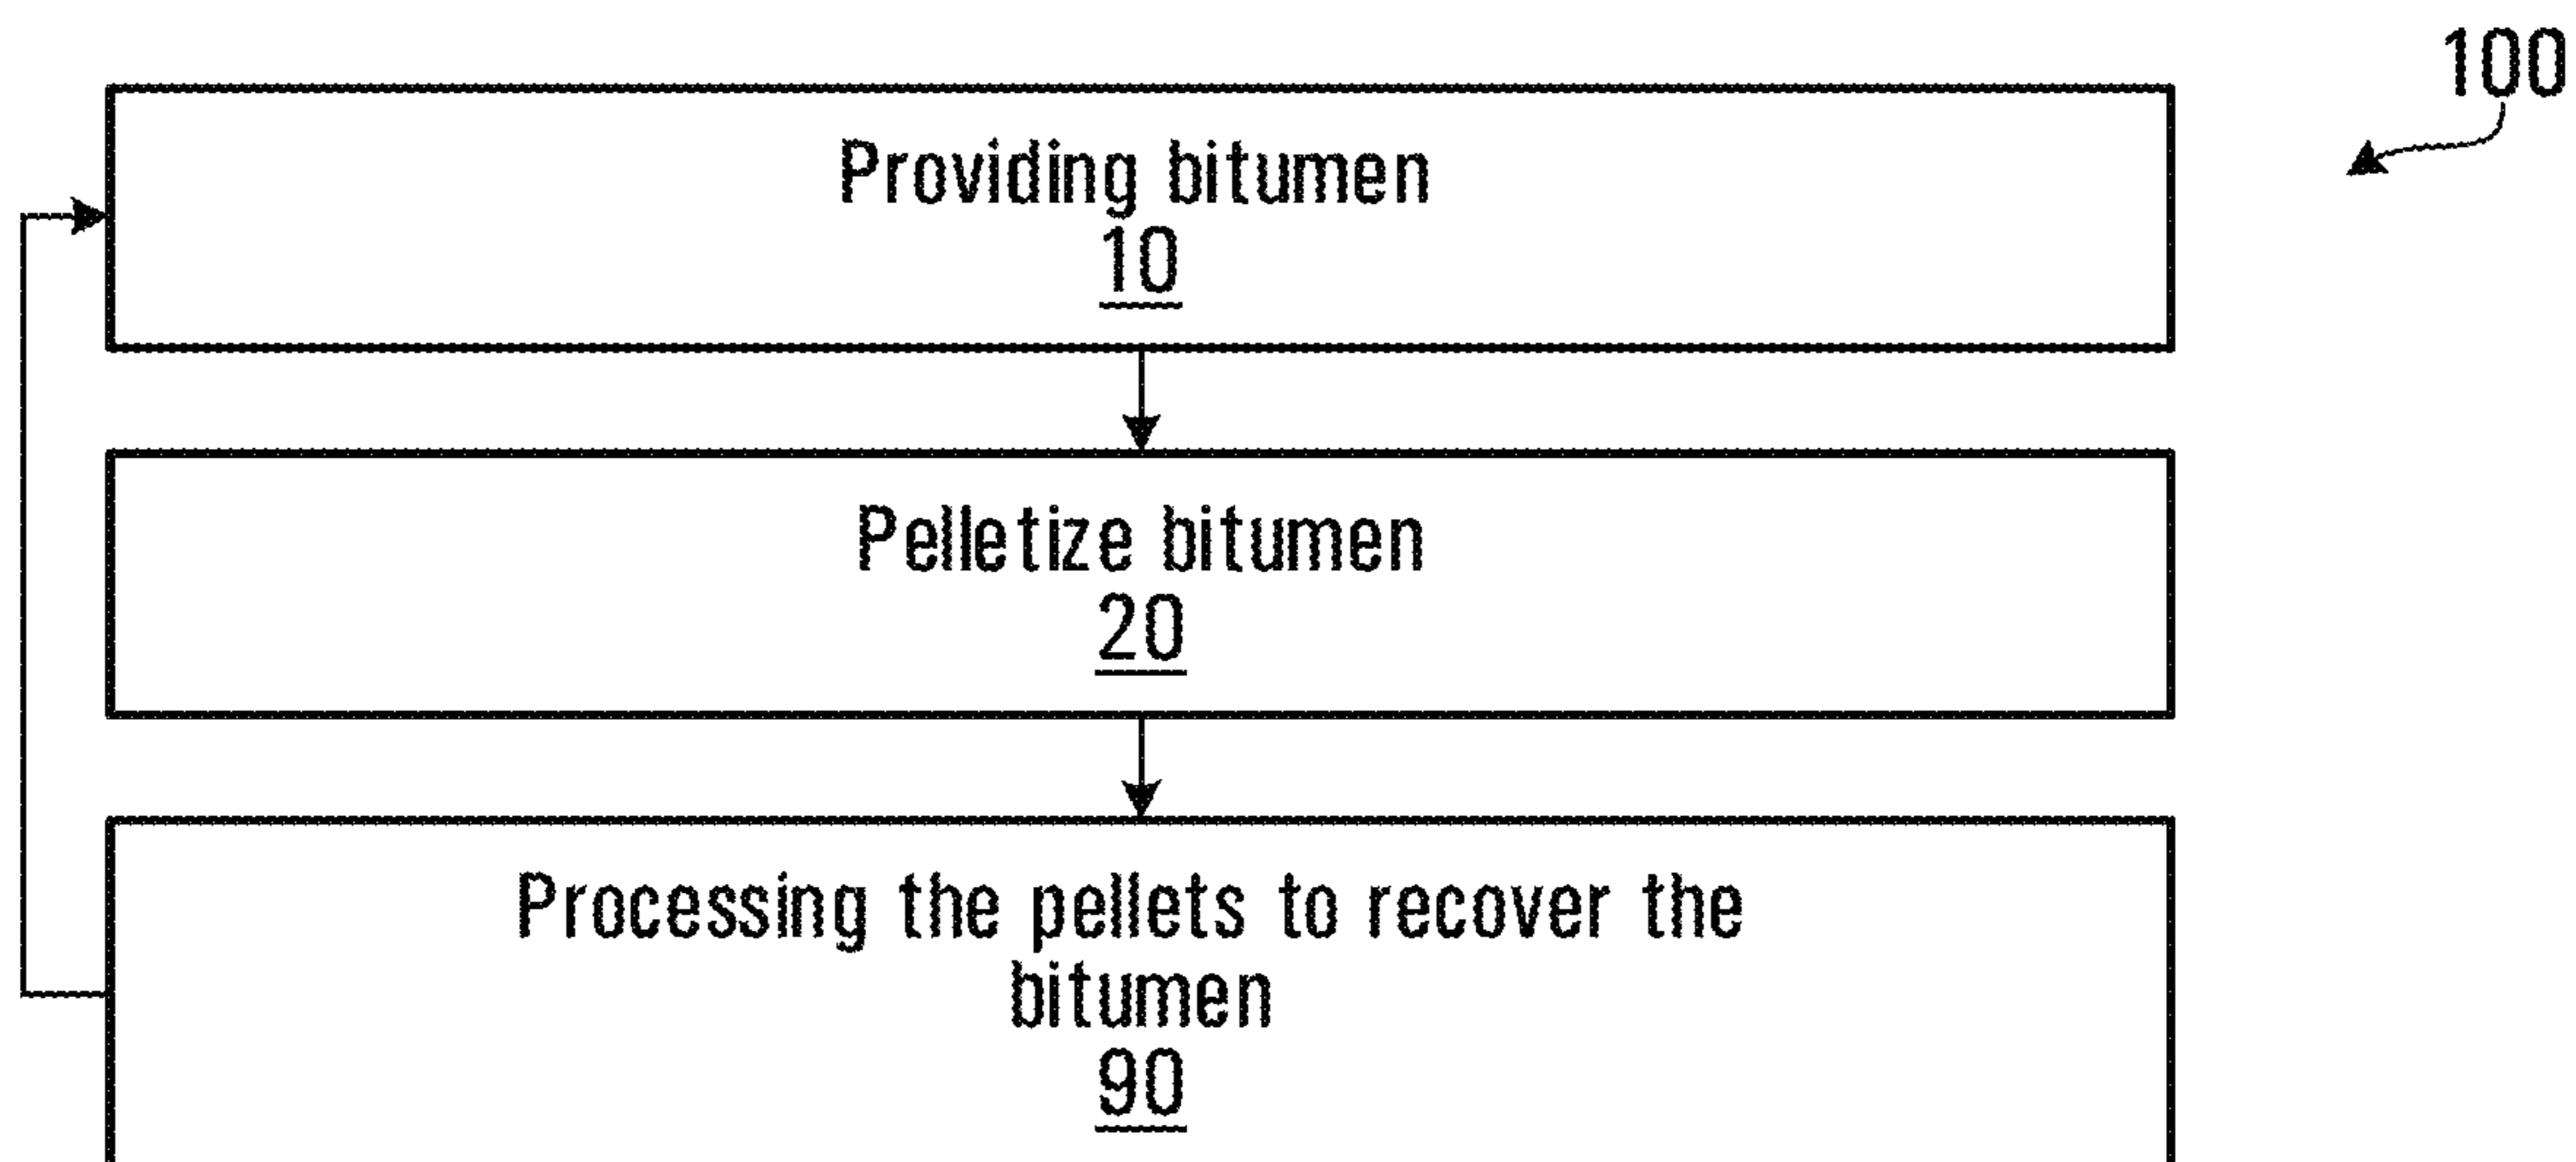 100
Providing bitumen
10
Pelletize bitumen
20
Processing the pellets to recover the
bitumen
90